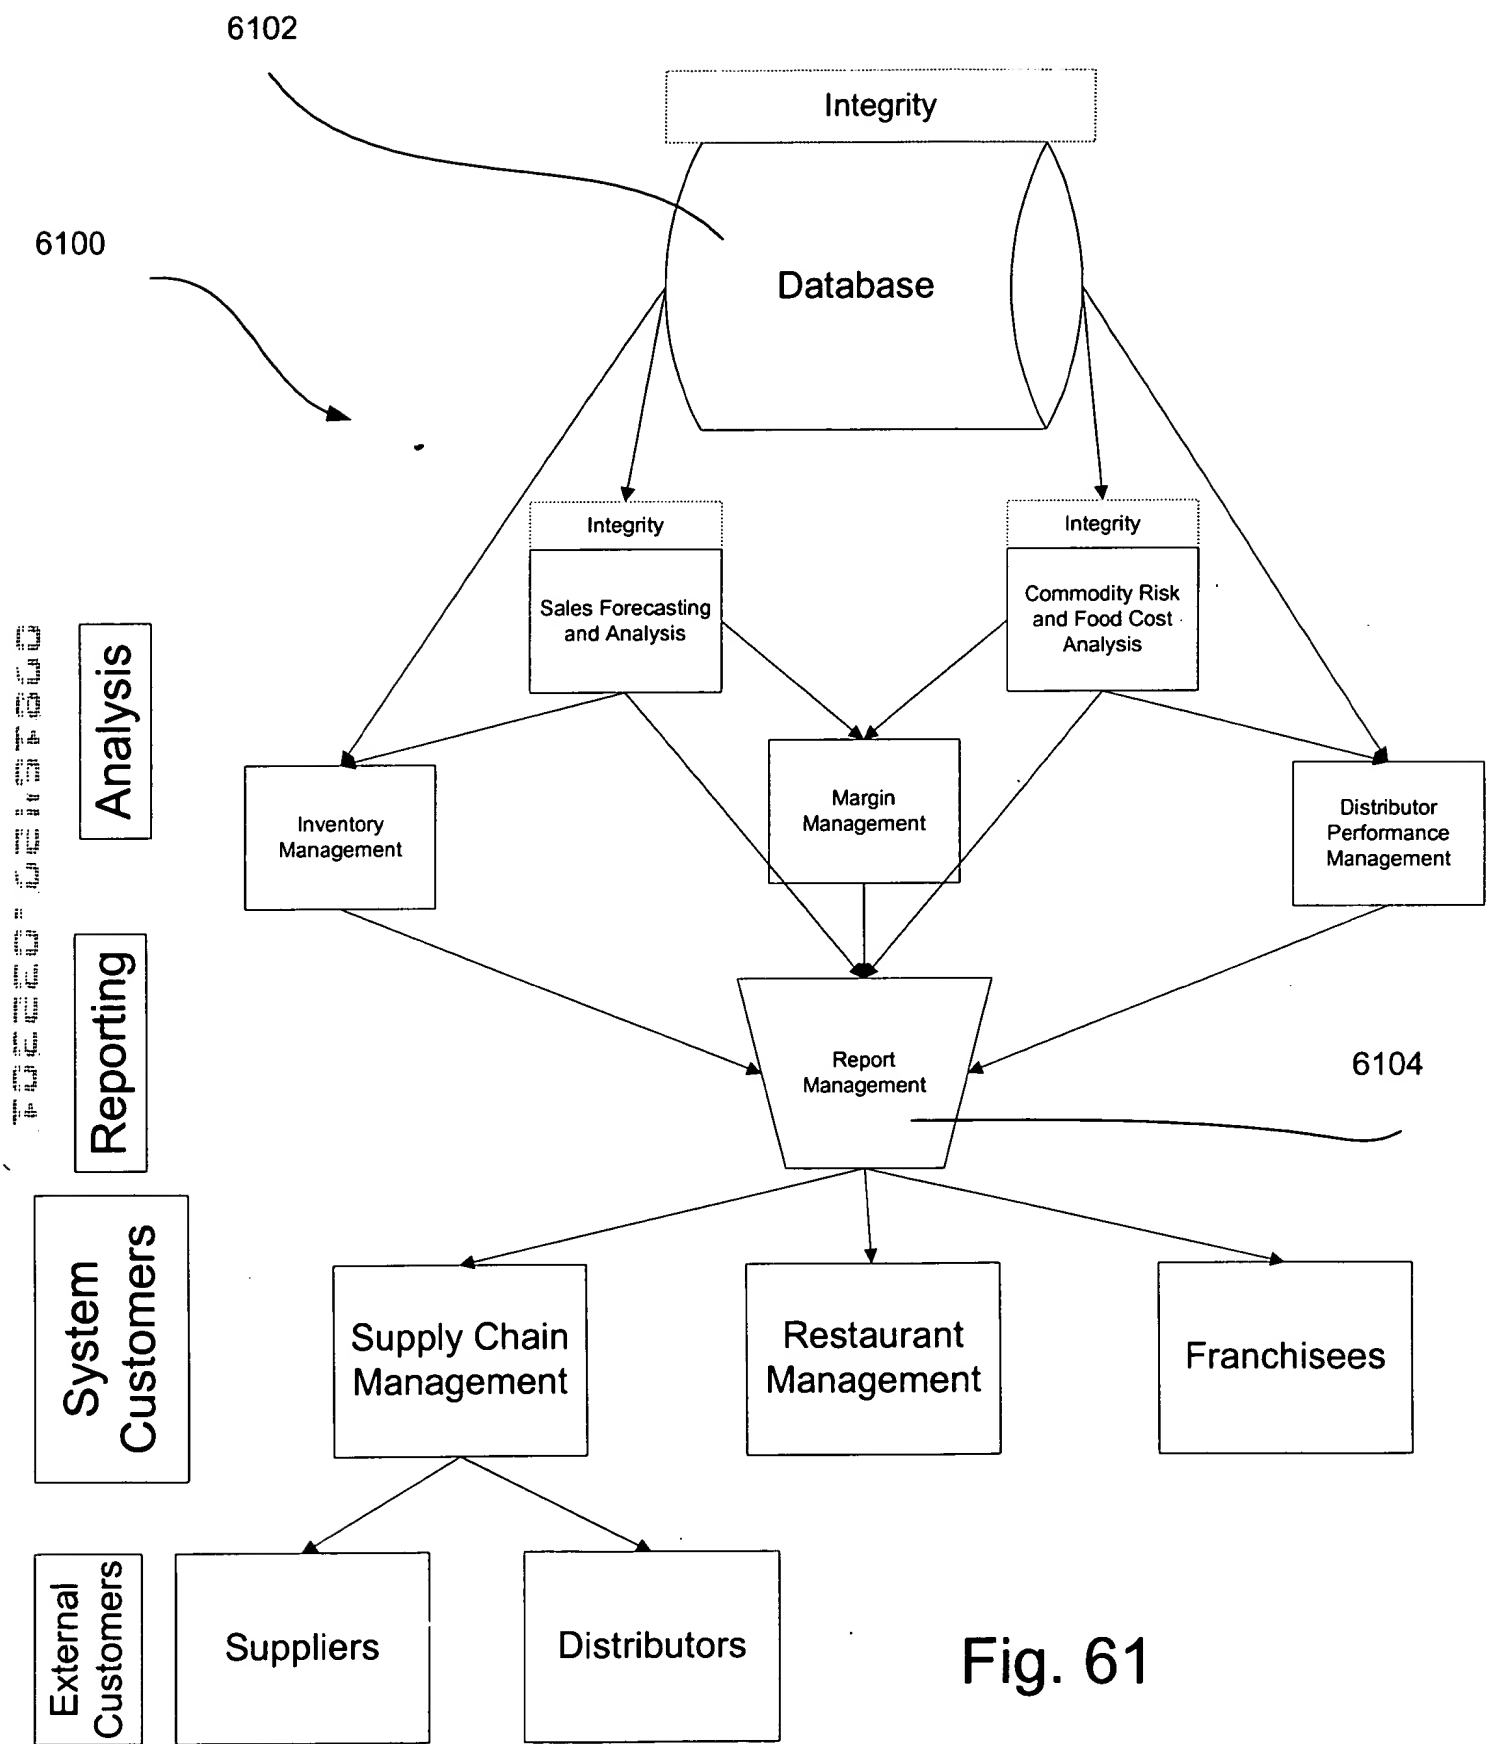 6102
Integrity
6100
Database
Integrity
Integrity
Sales Forecasting
and Analysis
Commodity Risk
and Food Cost
Analysis
Analysis
Margin
Management
Inventory
Management
Distributor
Performance
Management
Reporting
Report
Management
6104
System
Customers
Supply Chain
Management
Restaurant
Management
Franchisees
External
Customers
Suppliers
Distributors
Fig. 61